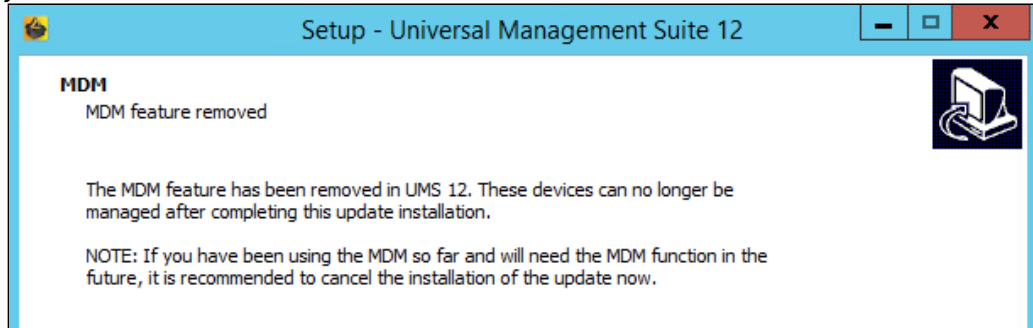 Setup - Universal Management Suite 12
MDM
MDM feature removed
The MDM feature has been removed in UMS 12. These devices can no longer be
managed after completing this update installation.
NOTE: If you have been using the MDM so far and will need the MDM function in the
future, it is recommended to cancel the installation of the update now.